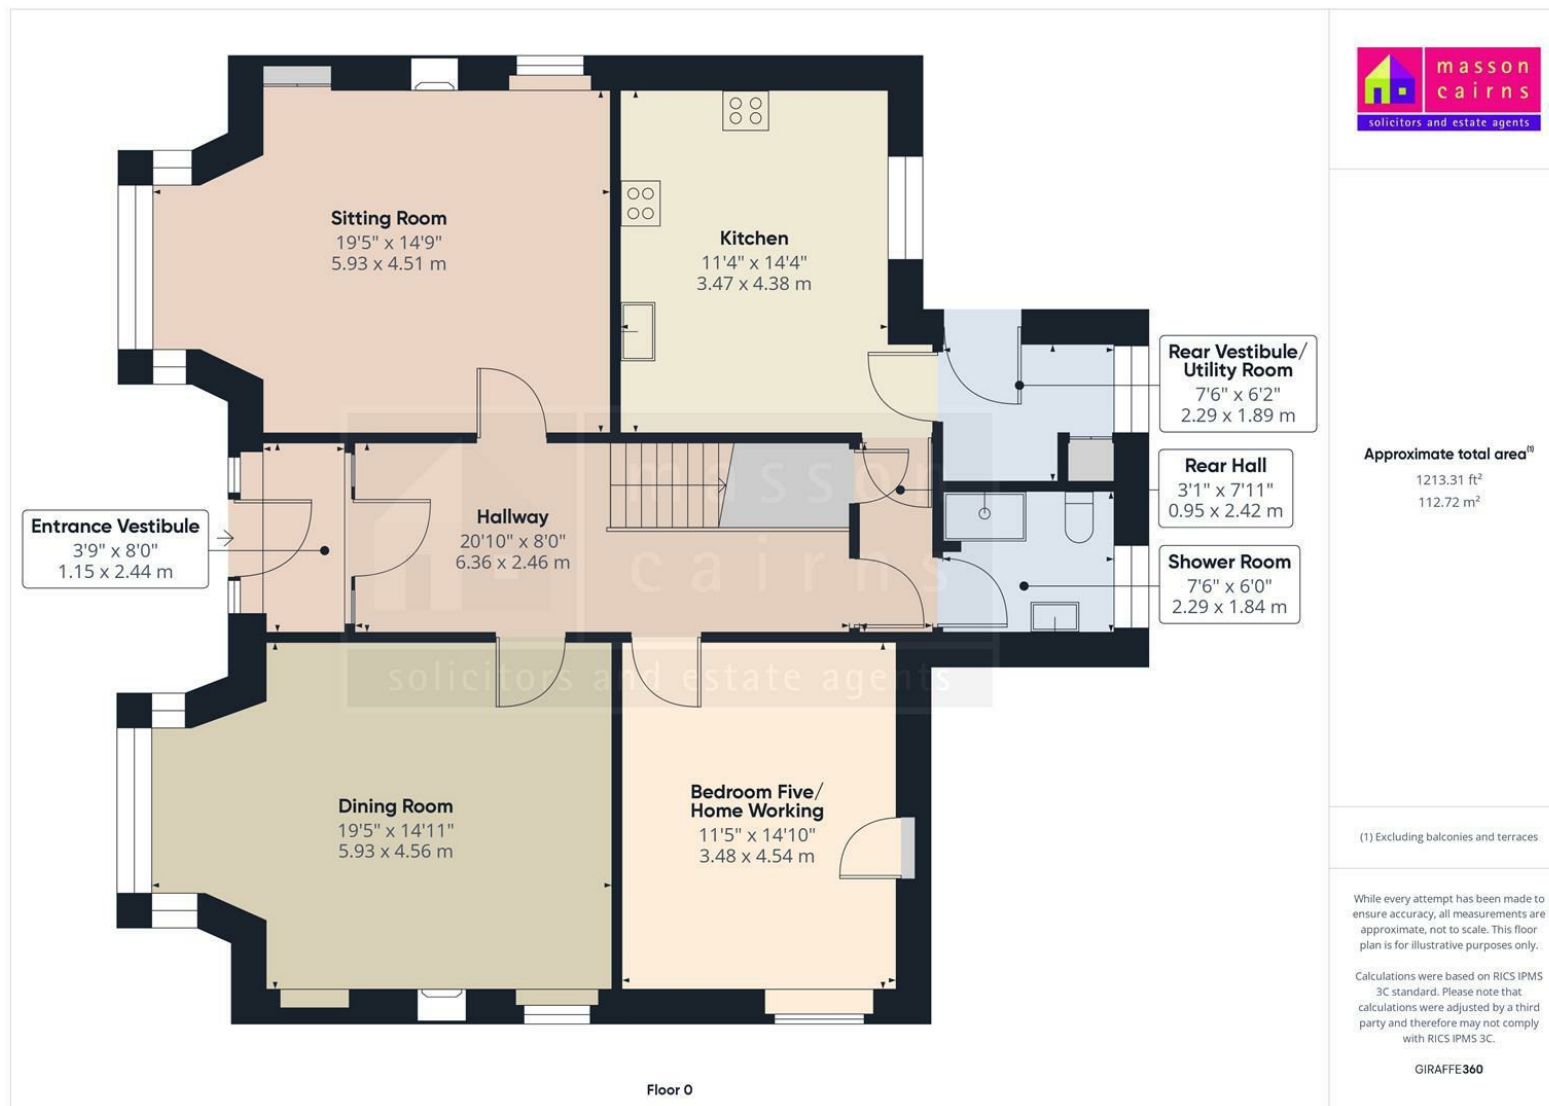 masson
cairns
solicitors and estate agents
Sitting Room
19'5" x 14'9"
5.93 x 4.51 m
Kitchen
11'4" x 14'4"
3.47 x 4.38 m
Rear Vestibule/
Utility Room
7'6" x 6'2"
2.29 x 1.89 m
Rear Hall
3'1" x 7'11"
0.95 x 2.42 m
Entrance Vestibule
3'9" x 8'0"
1.15 x 2.44 m
Hallway
20'10" x 8'0"
6.36 x 2.46 m
Shower Room
7'6" x 6'0"
2.29 x 1.84 m
masson
cairns
solicitors and estate agents
Dining Room
19'5" x 14'11"
5.93 x 4.56 m
Bedroom Five/
Home Working
11'5" x 14'10"
3.48 x 4.54 m
Floor 0
Approximate total area(1)
1213.31 ft²
112.72 m²
(1) Excluding balconies and terraces
While every attempt has been made to
ensure accuracy, all measurements are
approximate, not to scale. This floor
plan is for illustrative purposes only.
Calculations were based on RICS IPMS
3C standard. Please note that
calculations were adjusted by a third
party and therefore may not comply
with RICS IPMS 3C.
GIRAFFE360